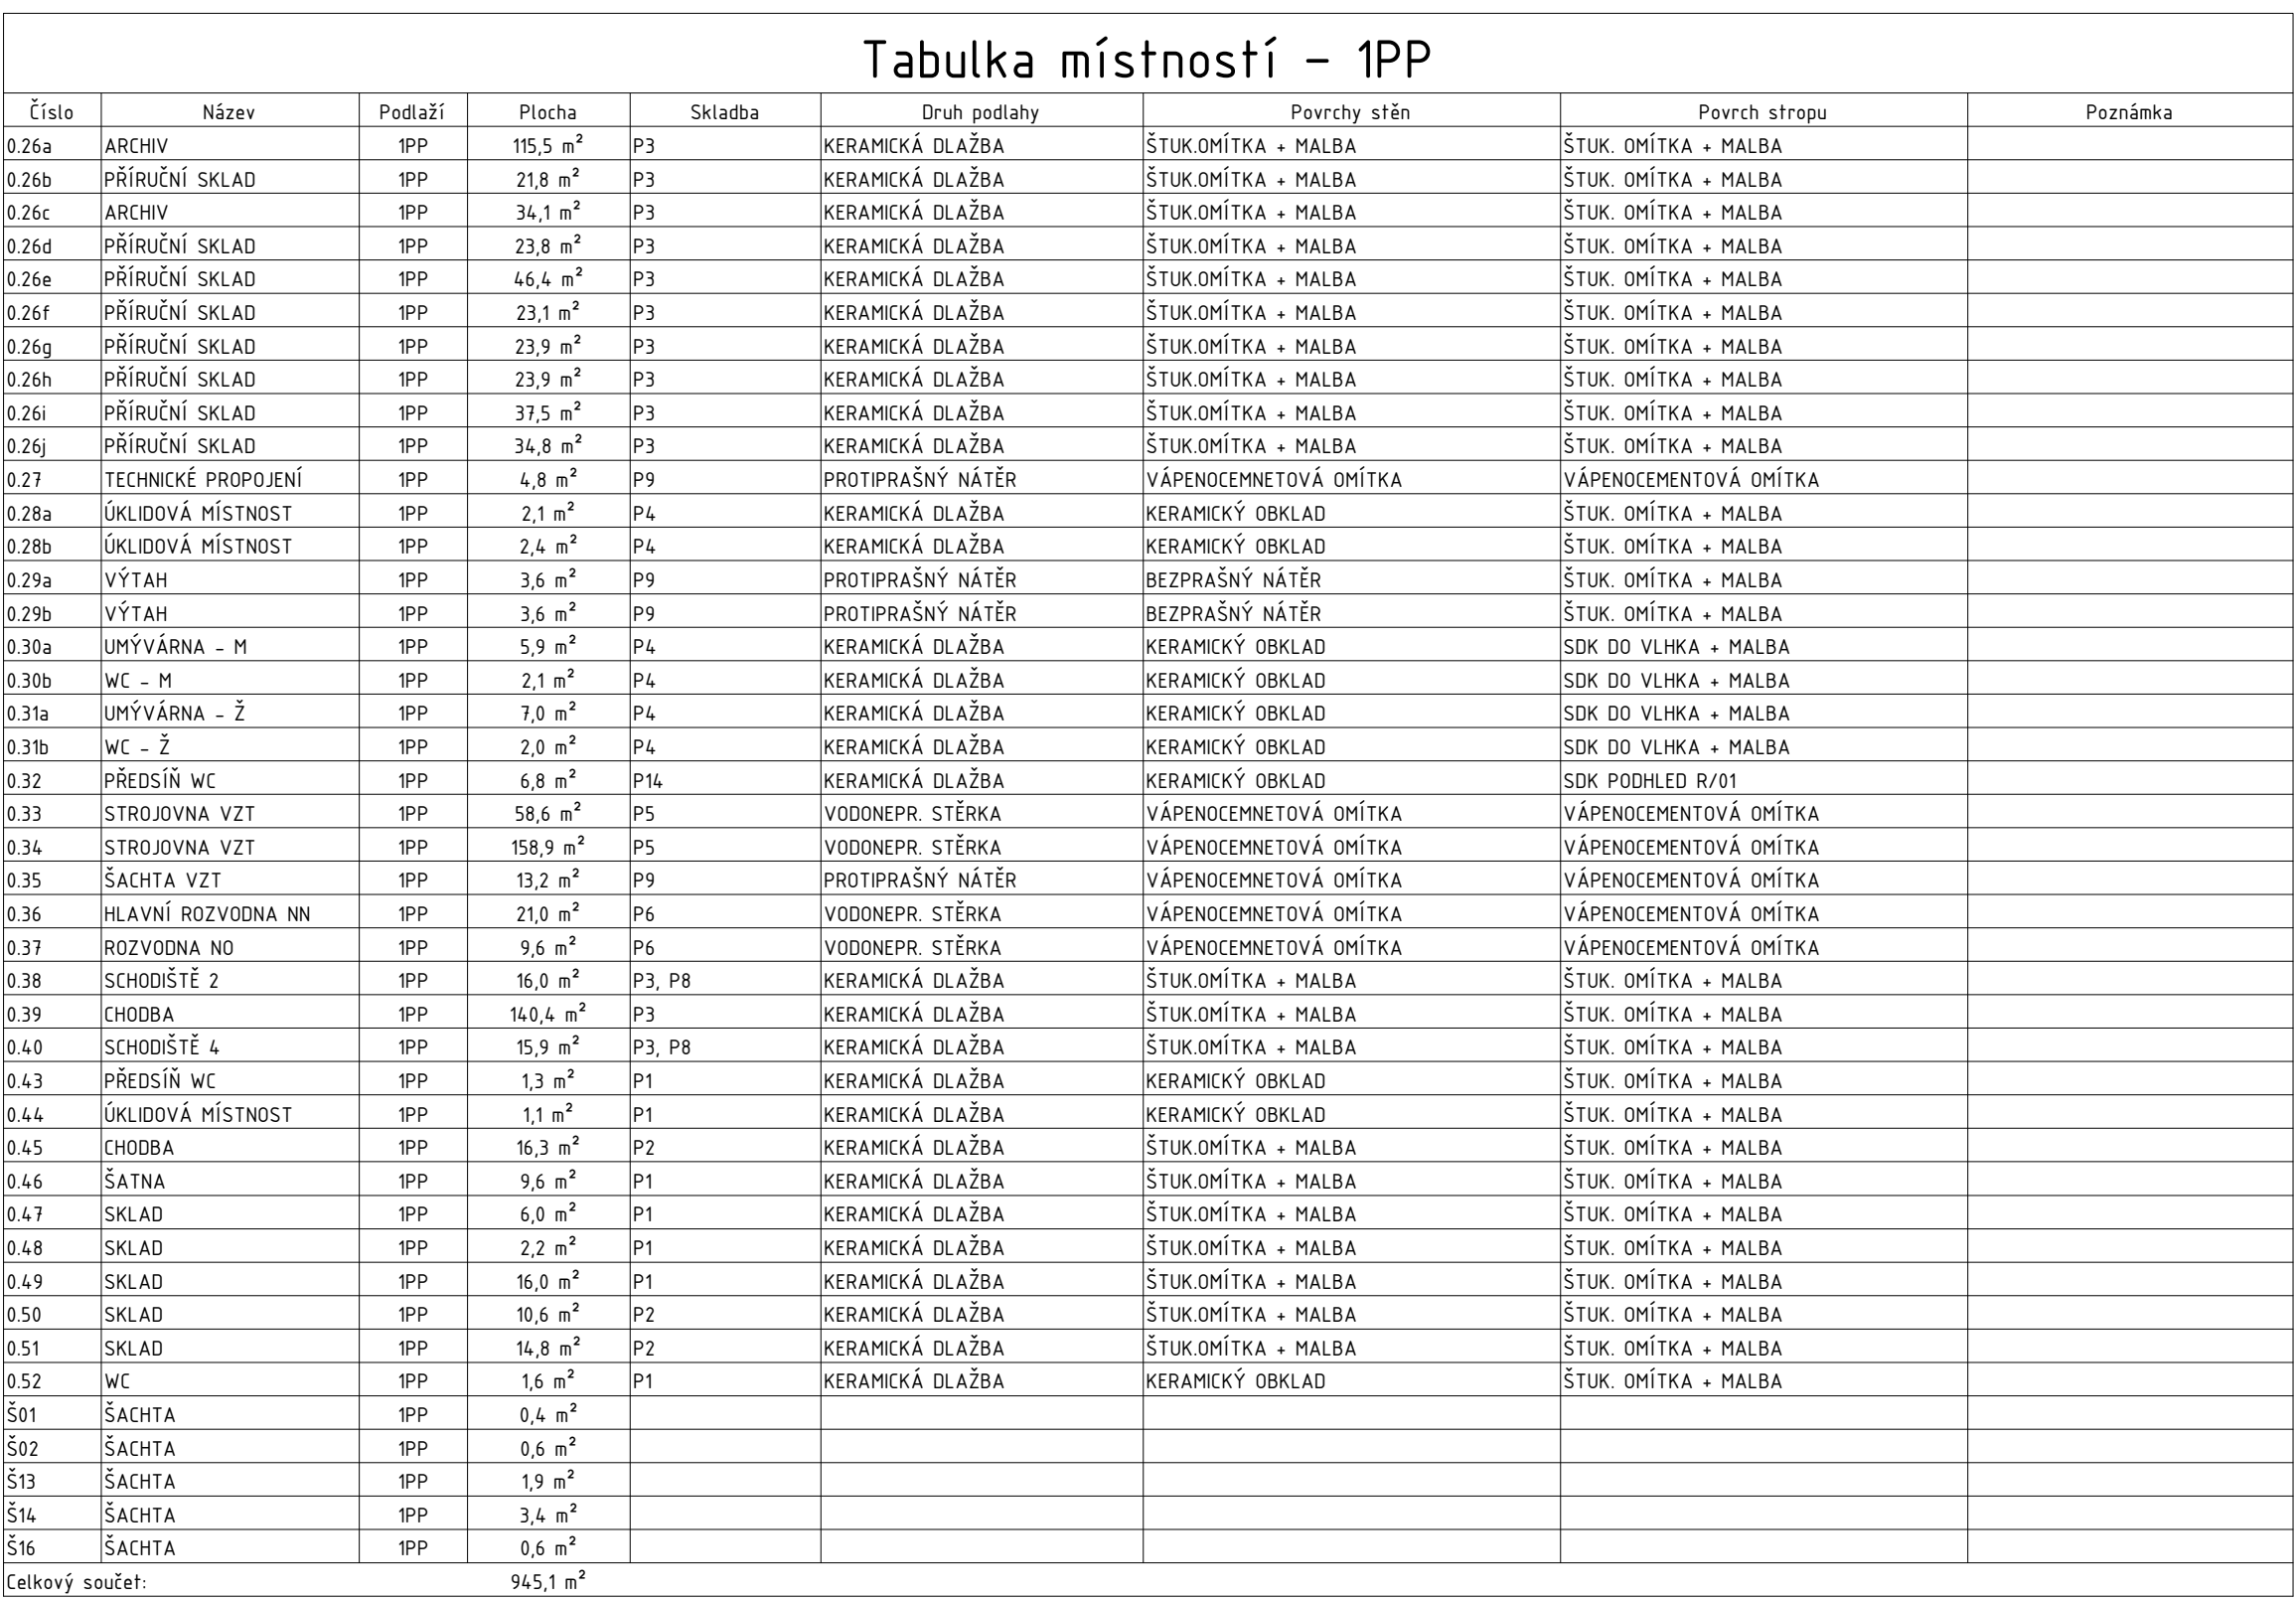 Tabulka místností - 1PP
Číslo Název Podlaží Plocha Skladba Druh podlahy Povrchy stěn Povrch stropu Poznámka
0.26a ARCHIV 1PP 115,5 m² P3 KERAMICKÁ DLAŽBA ŠTUK.OMÍTKA + MALBA ŠTUK. OMÍTKA + MALBA
0.26b PŘÍRUČNÍ SKLAD 1PP 21,8 m² P3 KERAMICKÁ DLAŽBA ŠTUK.OMÍTKA + MALBA ŠTUK. OMÍTKA + MALBA
0.26c ARCHIV 1PP 34,1 m² P3 KERAMICKÁ DLAŽBA ŠTUK.OMÍTKA + MALBA ŠTUK. OMÍTKA + MALBA
0.26d PŘÍRUČNÍ SKLAD 1PP 23,8 m² P3 KERAMICKÁ DLAŽBA ŠTUK.OMÍTKA + MALBA ŠTUK. OMÍTKA + MALBA
0.26e PŘÍRUČNÍ SKLAD 1PP 46,4 m² P3 KERAMICKÁ DLAŽBA ŠTUK.OMÍTKA + MALBA ŠTUK. OMÍTKA + MALBA
0.26f PŘÍRUČNÍ SKLAD 1PP 23,1 m² P3 KERAMICKÁ DLAŽBA ŠTUK.OMÍTKA + MALBA ŠTUK. OMÍTKA + MALBA
0.26g PŘÍRUČNÍ SKLAD 1PP 23,9 m² P3 KERAMICKÁ DLAŽBA ŠTUK.OMÍTKA + MALBA ŠTUK. OMÍTKA + MALBA
0.26h PŘÍRUČNÍ SKLAD 1PP 23,9 m² P3 KERAMICKÁ DLAŽBA ŠTUK.OMÍTKA + MALBA ŠTUK. OMÍTKA + MALBA
0.26i PŘÍRUČNÍ SKLAD 1PP 37,5 m² P3 KERAMICKÁ DLAŽBA ŠTUK.OMÍTKA + MALBA ŠTUK. OMÍTKA + MALBA
0.26j PŘÍRUČNÍ SKLAD 1PP 34,8 m² P3 KERAMICKÁ DLAŽBA ŠTUK.OMÍTKA + MALBA ŠTUK. OMÍTKA + MALBA
0.27 TECHNICKÉ PROPOJENÍ 1PP 4,8 m² P9 PROTIPRAŠNÝ NÁTĚR VÁPENOCEMNETOVÁ OMÍTKA VÁPENOCEMENTOVÁ OMÍTKA
0.28a ÚKLIDOVÁ MÍSTNOST 1PP 2,1 m² P4 KERAMICKÁ DLAŽBA KERAMICKÝ OBKLAD ŠTUK. OMÍTKA + MALBA
0.28b ÚKLIDOVÁ MÍSTNOST 1PP 2,4 m² P4 KERAMICKÁ DLAŽBA KERAMICKÝ OBKLAD ŠTUK. OMÍTKA + MALBA
0.29a VÝTAH 1PP 3,6 m² P9 PROTIPRAŠNÝ NÁTĚR BEZPRAŠNÝ NÁTĚR ŠTUK. OMÍTKA + MALBA
0.29b VÝTAH 1PP 3,6 m² P9 PROTIPRAŠNÝ NÁTĚR BEZPRAŠNÝ NÁTĚR ŠTUK. OMÍTKA + MALBA
0.30a UMÝVÁRNA - M 1PP 5,9 m² P4 KERAMICKÁ DLAŽBA KERAMICKÝ OBKLAD SDK DO VLHKA + MALBA
0.30b WC - M 1PP 2,1 m² P4 KERAMICKÁ DLAŽBA KERAMICKÝ OBKLAD SDK DO VLHKA + MALBA
0.31a UMÝVÁRNA - Ž 1PP 7,0 m² P4 KERAMICKÁ DLAŽBA KERAMICKÝ OBKLAD SDK DO VLHKA + MALBA
0.31b WC - Ž 1PP 2,0 m² P4 KERAMICKÁ DLAŽBA KERAMICKÝ OBKLAD SDK DO VLHKA + MALBA
0.32 PŘEDSÍŇ WC 1PP 6,8 m² P14 KERAMICKÁ DLAŽBA KERAMICKÝ OBKLAD SDK PODHLED R/01
0.33 STROJOVNA VZT 1PP 58,6 m² P5 VODONEPR. STĚRKA VÁPENOCEMNETOVÁ OMÍTKA VÁPENOCEMENTOVÁ OMÍTKA
0.34 STROJOVNA VZT 1PP 158,9 m² P5 VODONEPR. STĚRKA VÁPENOCEMNETOVÁ OMÍTKA VÁPENOCEMENTOVÁ OMÍTKA
0.35 ŠACHTA VZT 1PP 13,2 m² P9 PROTIPRAŠNÝ NÁTĚR VÁPENOCEMNETOVÁ OMÍTKA VÁPENOCEMENTOVÁ OMÍTKA
0.36 HLAVNÍ ROZVODNA NN 1PP 21,0 m² P6 VODONEPR. STĚRKA VÁPENOCEMNETOVÁ OMÍTKA VÁPENOCEMENTOVÁ OMÍTKA
0.37 ROZVODNA NO 1PP 9,6 m² P6 VODONEPR. STĚRKA VÁPENOCEMNETOVÁ OMÍTKA VÁPENOCEMENTOVÁ OMÍTKA
0.38 SCHODIŠTĚ 2 1PP 16,0 m² P3, P8 KERAMICKÁ DLAŽBA ŠTUK.OMÍTKA + MALBA ŠTUK. OMÍTKA + MALBA
0.39 CHODBA 1PP 140,4 m² P3 KERAMICKÁ DLAŽBA ŠTUK.OMÍTKA + MALBA ŠTUK. OMÍTKA + MALBA
0.40 SCHODIŠTĚ 4 1PP 15,9 m² P3, P8 KERAMICKÁ DLAŽBA ŠTUK.OMÍTKA + MALBA ŠTUK. OMÍTKA + MALBA
0.43 PŘEDSÍŇ WC 1PP 1,3 m² P1 KERAMICKÁ DLAŽBA KERAMICKÝ OBKLAD ŠTUK. OMÍTKA + MALBA
0.44 ÚKLIDOVÁ MÍSTNOST 1PP 1,1 m² P1 KERAMICKÁ DLAŽBA KERAMICKÝ OBKLAD ŠTUK. OMÍTKA + MALBA
0.45 CHODBA 1PP 16,3 m² P2 KERAMICKÁ DLAŽBA ŠTUK.OMÍTKA + MALBA ŠTUK. OMÍTKA + MALBA
0.46 ŠATNA 1PP 9,6 m² P1 KERAMICKÁ DLAŽBA ŠTUK.OMÍTKA + MALBA ŠTUK. OMÍTKA + MALBA
0.47 SKLAD 1PP 6,0 m² P1 KERAMICKÁ DLAŽBA ŠTUK.OMÍTKA + MALBA ŠTUK. OMÍTKA + MALBA
0.48 SKLAD 1PP 2,2 m² P1 KERAMICKÁ DLAŽBA ŠTUK.OMÍTKA + MALBA ŠTUK. OMÍTKA + MALBA
0.49 SKLAD 1PP 16,0 m² P1 KERAMICKÁ DLAŽBA ŠTUK.OMÍTKA + MALBA ŠTUK. OMÍTKA + MALBA
0.50 SKLAD 1PP 10,6 m² P2 KERAMICKÁ DLAŽBA ŠTUK.OMÍTKA + MALBA ŠTUK. OMÍTKA + MALBA
0.51 SKLAD 1PP 14,8 m² P2 KERAMICKÁ DLAŽBA ŠTUK.OMÍTKA + MALBA ŠTUK. OMÍTKA + MALBA
0.52 WC 1PP 1,6 m² P1 KERAMICKÁ DLAŽBA KERAMICKÝ OBKLAD ŠTUK. OMÍTKA + MALBA
Š01 ŠACHTA 1PP 0,4 m²
Š02 ŠACHTA 1PP 0,6 m²
Š13 ŠACHTA 1PP 1,9 m²
Š14 ŠACHTA 1PP 3,4 m²
Š16 ŠACHTA 1PP 0,6 m²
Celkový součet: 945,1 m²